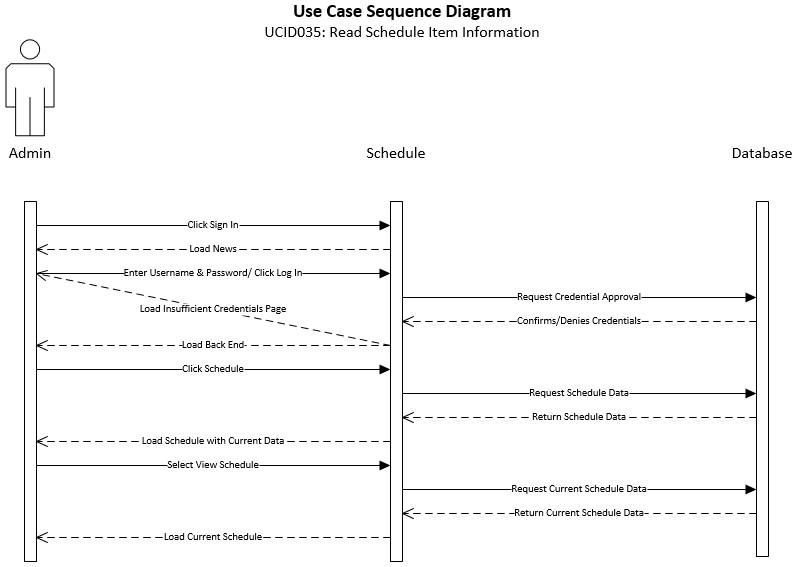 Use Case Sequence Diagram
UCID035: Read Schedule Item Information
Admin
Schedule
Database
Click Sign In
Load News
Enter Username & Password/ Click Log In
Request Credential Approval
Load Insufficient Credentials Page
Confirms/Denies Credentials
Load Back End
Click Schedule
Request Schedule Data
Return Schedule Data
Load Schedule with Current Data
Select View Schedule
Request Current Schedule Data
Return Current Schedule Data
Load Current Schedule